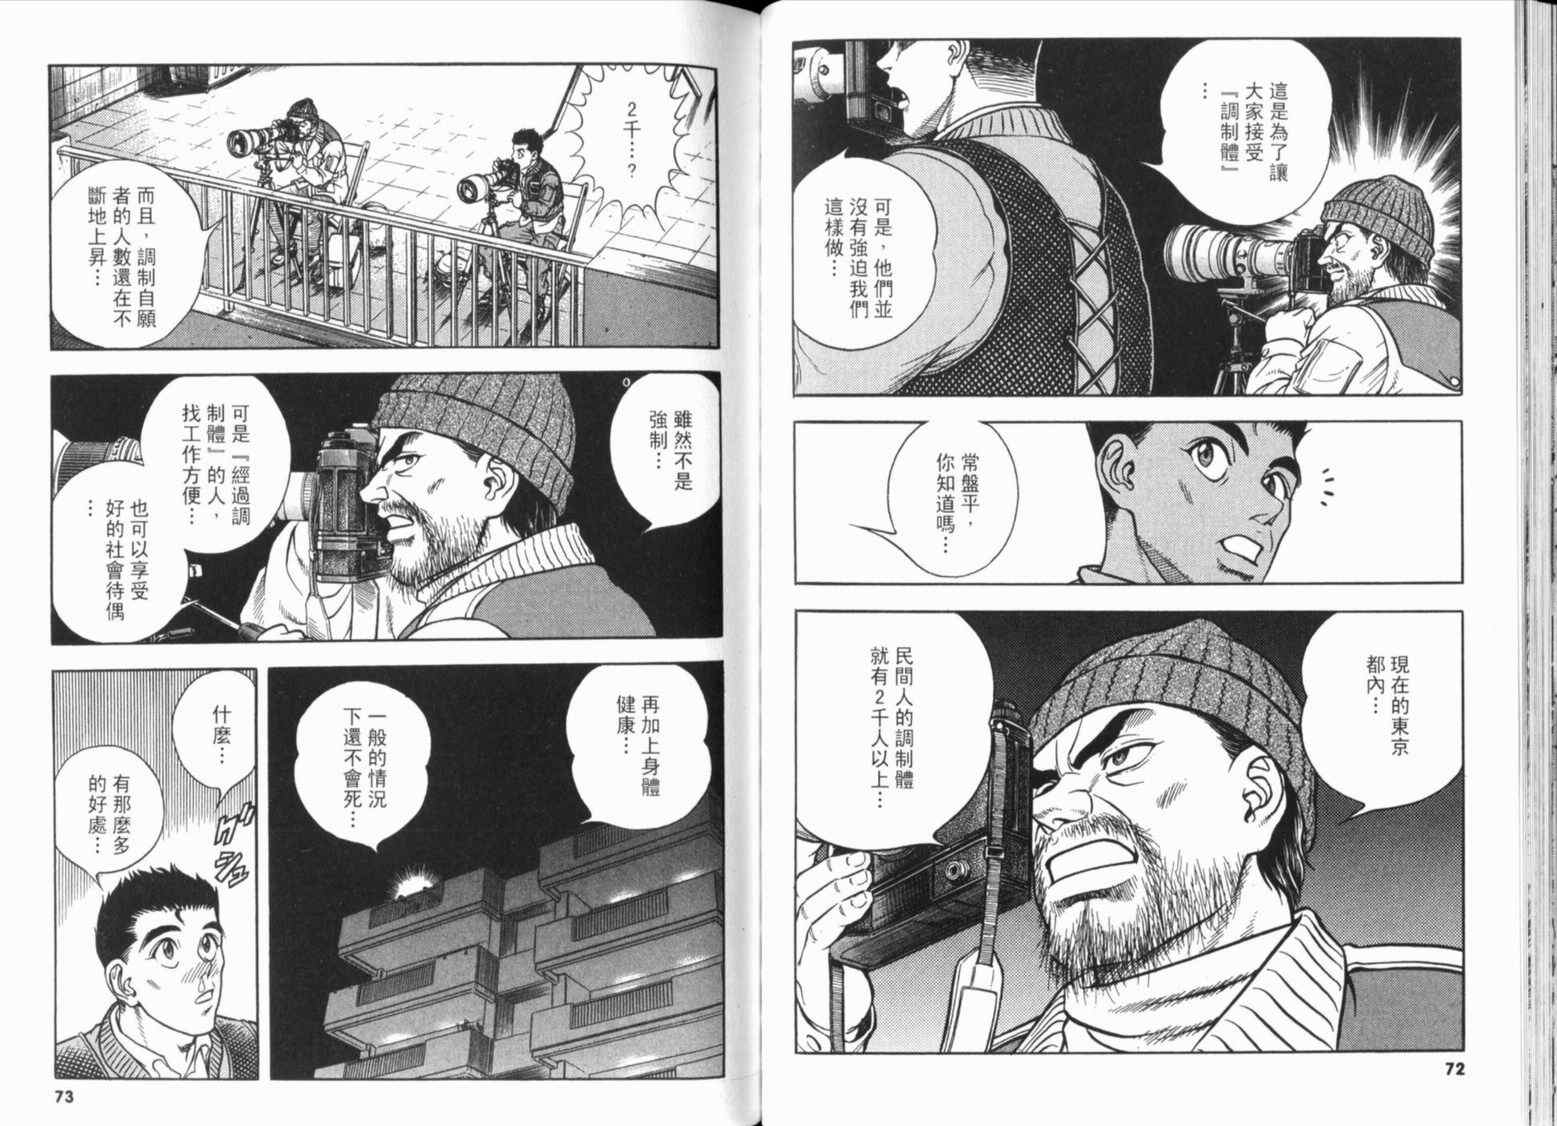 這是為了讓
大家接受
『調制體』
…
可是，他們並
沒有強迫我們
這樣做…
常盤平，
你知道嗎…
現在的東京
都內…
民間人的調制體
就有2千人以上…
72
2千…?
而且，調制自願
者的人數還在不
斷地上昇…
雖然不是
強制…
可是『經過調
制體』的人，
找工作方便…
也可以享受
好的社會待偶
…
再加上身體
健康…
一般的情況
下還不會死…
什麼…
有那麼多
的好處…
ゲ
シュ
73